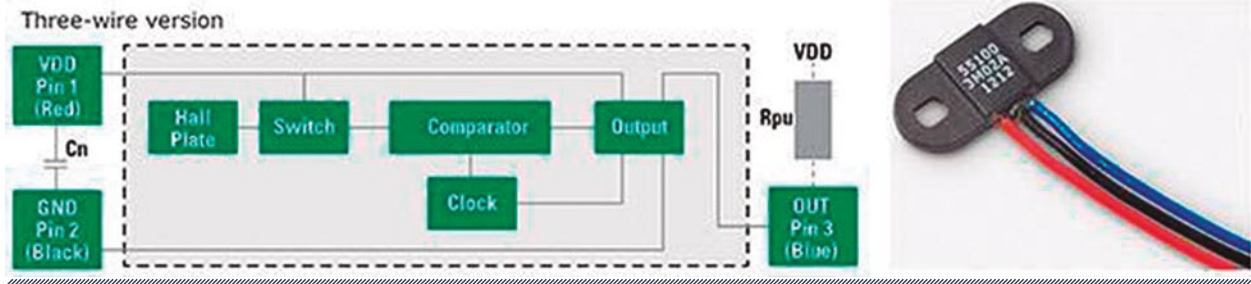 Three-wire version
VDD
Pin 1
(Red)
Cn
GND
Pin 2
(Black)
Hall
Plate
Switch
Comparator
Output
Clock
VDD
Rpu
OUT
Pin 3
(Blue)
55100
3M02A
1212